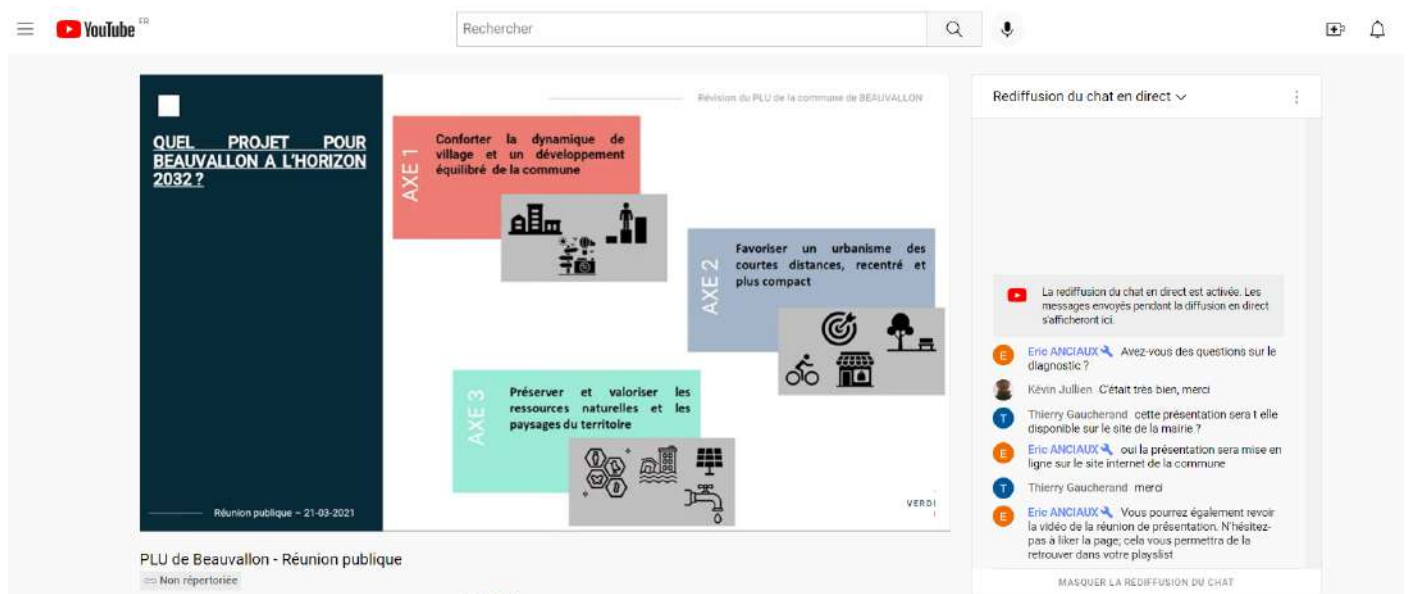 YouTube FR
Rechercher
Révision du PLU de la commune de BEAUVALLON
QUEL PROJET POUR
BEAUVALLON A L'HORIZON
2032 ?
AXE 1
Conforter la dynamique de
village et un développement
équilibré de la commune
AXE 2
Favoriser un urbanisme des
courtes distances, recentré et
plus compact
AXE 3
Préserver et valoriser les
ressources naturelles et les
paysages du territoire
Réunion publique – 21-03-2021
VERDI
PLU de Beauvallon - Réunion publique
Non répertoriée
Rediffusion du chat en direct
La rediffusion du chat en direct est activée. Les
messages envoyés pendant la diffusion en direct
s'afficheront ici.
E
Eric ANCIAUX Avez-vous des questions sur le
diagnostic ?
Kévin Jullien C'était très bien, merci
T
Thierry Gaucherand cette présentation sera t elle
disponible sur le site de la mairie ?
E
Eric ANCIAUX oui la présentation sera mise en
ligne sur le site internet de la commune
T
Thierry Gaucherand merci
E
Eric ANCIAUX Vous pourrez également revoir
la vidéo de la réunion de présentation. N'hésitez-
pas à liker la page; cela vous permettra de la
retrouver dans votre playslist
MASQUER LA REDIFFUSION DU CHAT